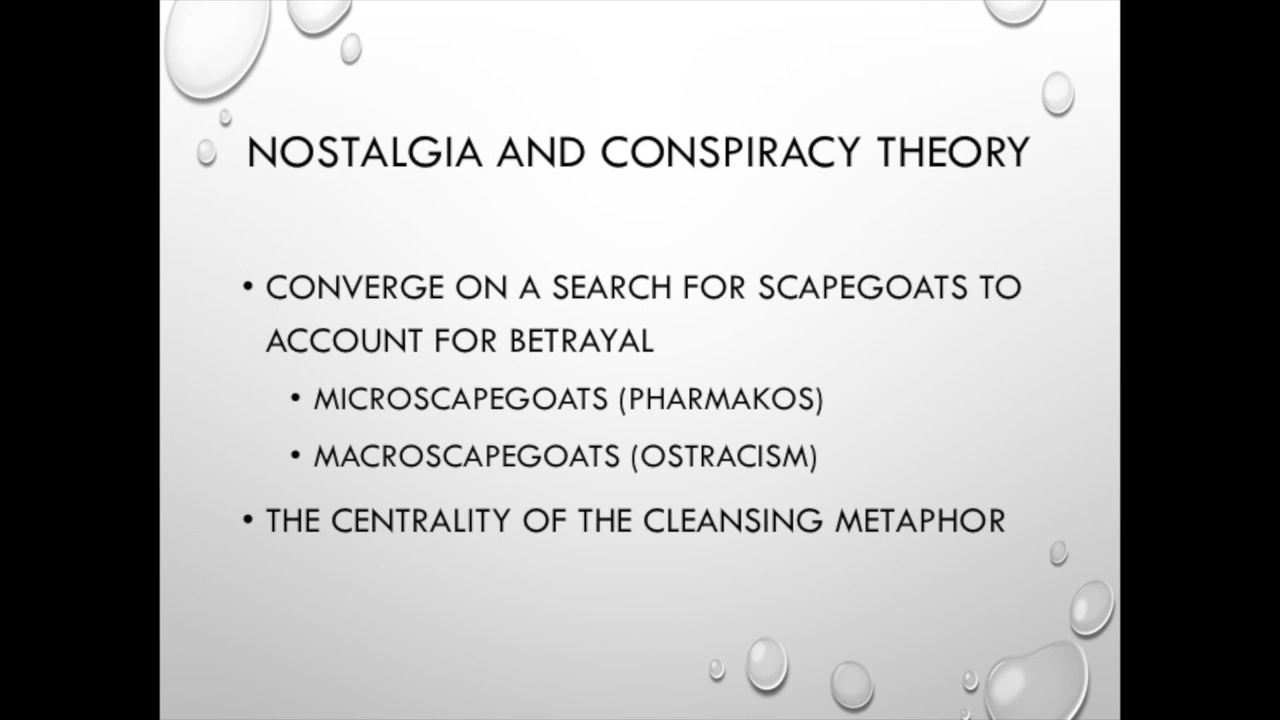 NOSTALGIA AND CONSPIRACY THEORY
• CONVERGE ON A SEARCH FOR SCAPEGOATS TO
ACCOUNT FOR BETRAYAL
• MICROSCAPEGOATS (PHARMAKOS)
• MACROSCAPEGOATS (OSTRACISM)
• THE CENTRALITY OF THE CLEANSING METAPHOR